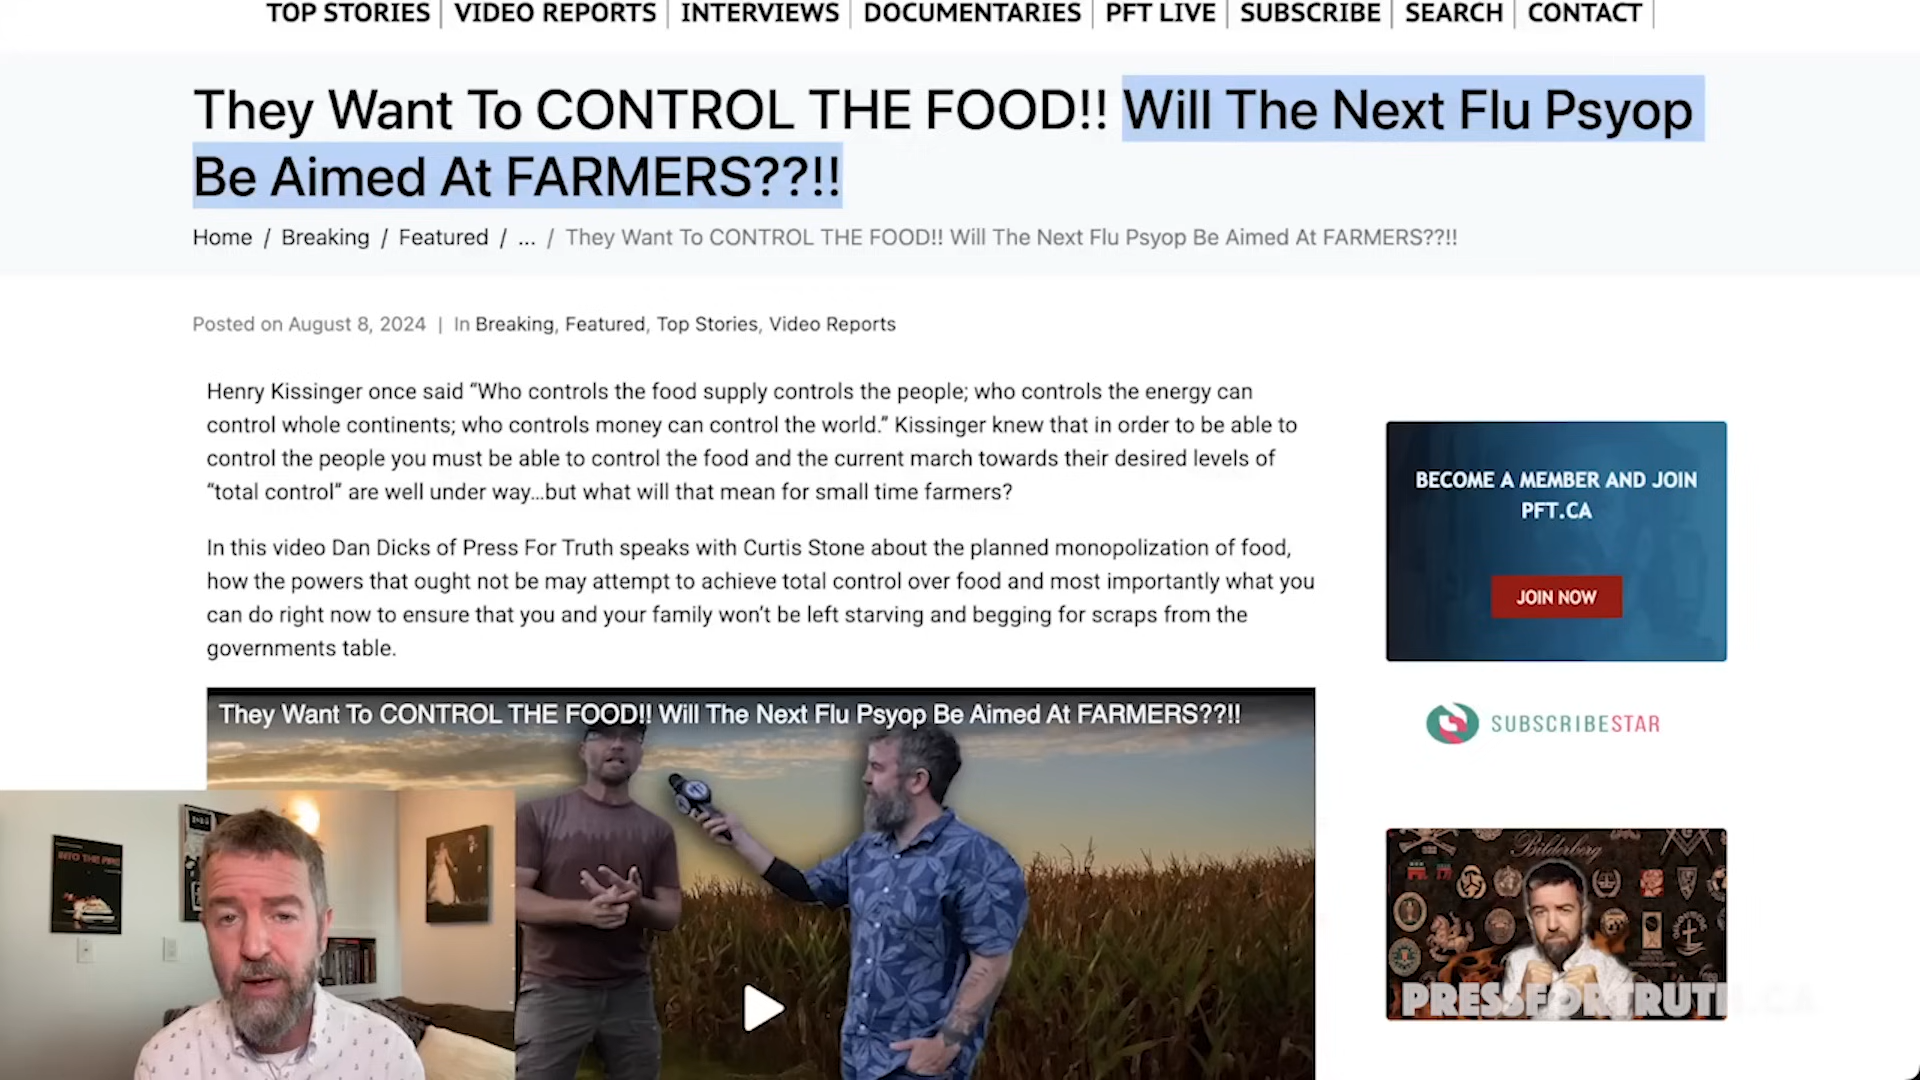 TOP STORIES VIDEO REPORTS INTERVIEWS DOCUMENTARIES PFT LIVE SUBSCRIBE SEARCH CONTACT
They Want To CONTROL THE FOOD!! Will The Next Flu Psyop
Be Aimed At FARMERS??!!
Home / Breaking / Featured / ... / They Want To CONTROL THE FOOD!! Will The Next Flu Psyop Be Aimed At FARMERS??!!
Posted on August 8, 2024 | In Breaking, Featured, Top Stories, Video Reports
Henry Kissinger once said “Who controls the food supply controls the people; who controls the energy can
control whole continents; who controls money can control the world.” Kissinger knew that in order to be able to
control the people you must be able to control the food and the current march towards their desired levels of
“total control” are well under way…but what will that mean for small time farmers?
In this video Dan Dicks of Press For Truth speaks with Curtis Stone about the planned monopolization of food,
how the powers that ought not be may attempt to achieve total control over food and most importantly what you
can do right now to ensure that you and your family won’t be left starving and begging for scraps from the
governments table.
BECOME A MEMBER AND JOIN
PFT.CA
JOIN NOW
SUBSCRIBESTAR
They Want To CONTROL THE FOOD!! Will The Next Flu Psyop Be Aimed At FARMERS??!!
Bilderberg
INTO THE FIRE
PRESSFORTRUTH.CA